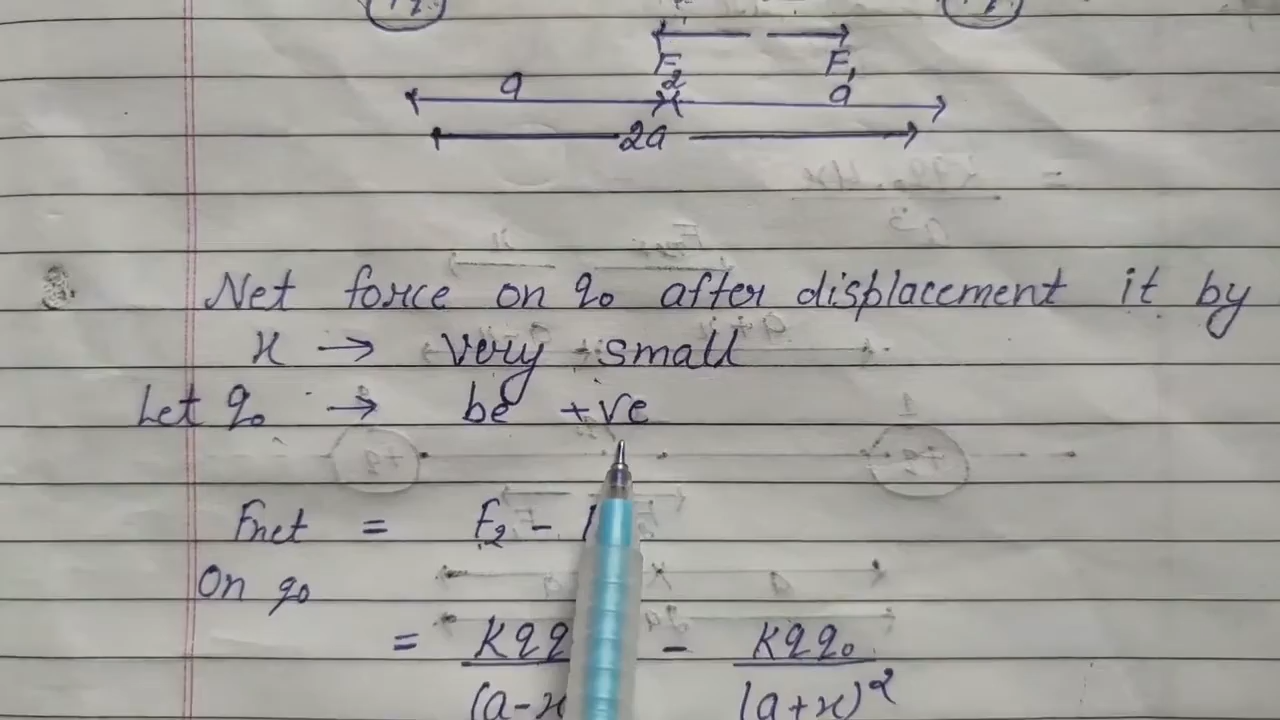 F2 F1
a a
2a
Net force on q0 after displacement it by
x → very small
Let q0 → be +ve
Fnet = F2 -
On q0
= Kqq - Kqq0
(a-x (a+x)2